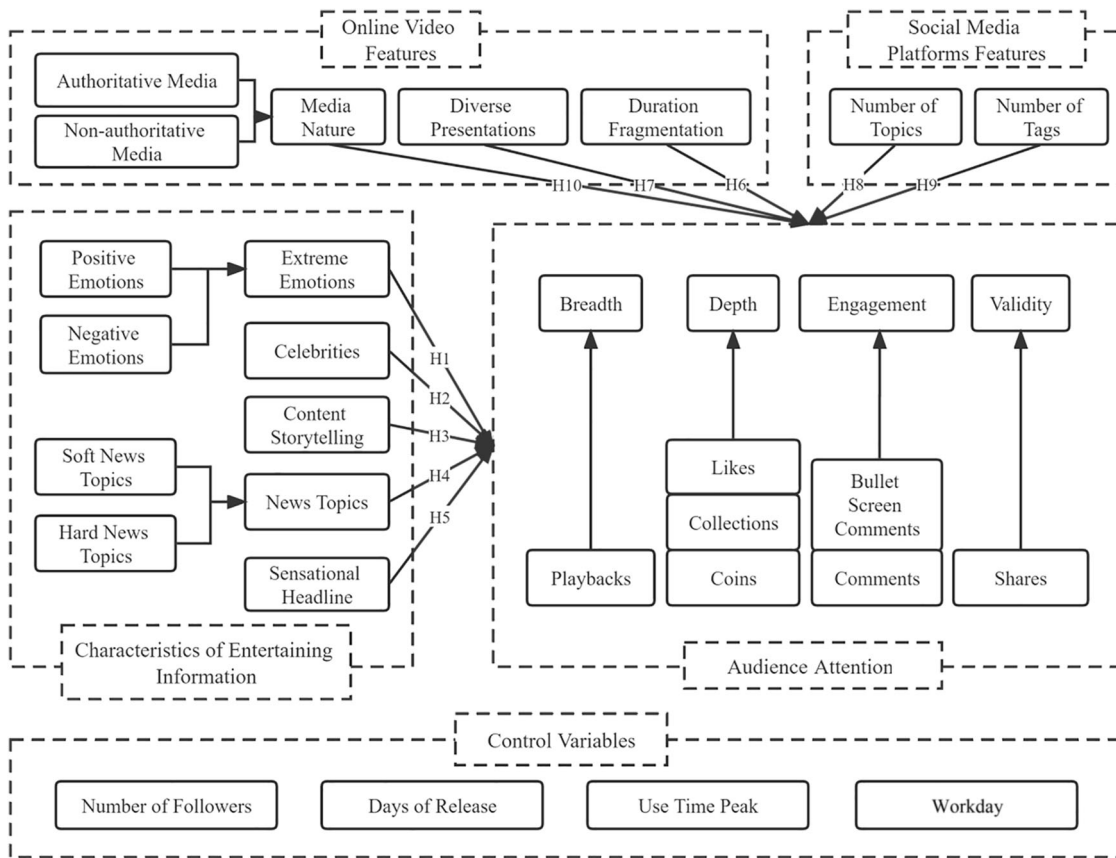 Online Video
Features
Social Media
Platforms Features
Authoritative Media
Non-authoritative
Media
Media
Nature
Diverse
Presentations
Duration
Fragmentation
Number of
Topics
Number of
Tags
H10
H7
H6
H8
H9
Positive
Emotions
Negative
Emotions
Extreme
Emotions
Celebrities
Content
Storytelling
Soft News
Topics
Hard News
Topics
News Topics
Sensational
Headline
H1
H2
H3
H4
H5
Characteristics of Entertaining
Information
Breadth
Depth
Engagement
Validity
Likes
Collections
Coins
Bullet
Screen
Comments
Comments
Playbacks
Shares
Audience Attention
Control Variables
Number of Followers
Days of Release
Use Time Peak
Workday